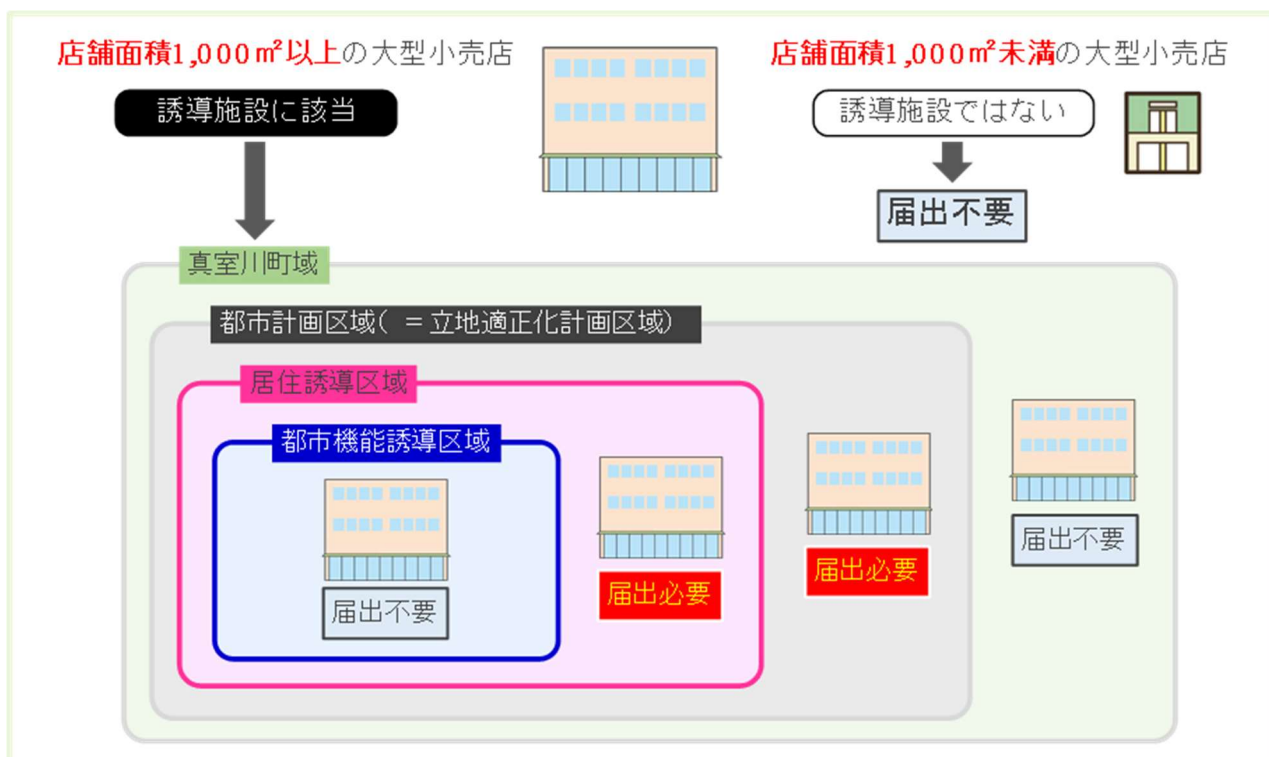 店舗面積1,000㎡以上の大型小売店
誘導施設に該当
店舗面積1,000㎡未満の大型小売店
誘導施設ではない
届出不要
真室川町域
都市計画区域(＝立地適正化計画区域)
居住誘導区域
都市機能誘導区域
届出不要
届出必要
届出必要
届出不要